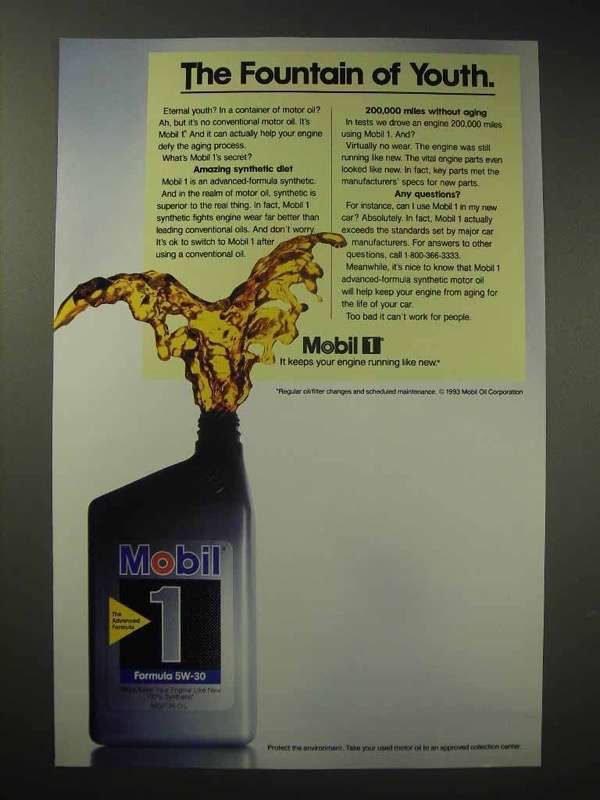 The Fountain of Youth.
Eternal youth? In a container of motor oil?
Ah, but it's no conventional motor oil. It's
Mobil 1.® And it can actually help your engine
defy the aging process.
What's Mobil 1's secret?
Amazing synthetic diet
Mobil 1 is an advanced-formula synthetic.
And in the realm of motor oil, synthetic is
superior to the real thing. In fact, Mobil 1
synthetic fights engine wear far better than
leading conventional oils. And don't worry.
It's ok to switch to Mobil 1 after
using a conventional oil.
200,000 miles without aging
In tests we drove an engine 200,000 miles
using Mobil 1. And?
Virtually no wear. The engine was still
running like new. The vital engine parts even
looked like new. In fact, key parts met the
manufacturers' specs for new parts.
Any questions?
For instance, can I use Mobil 1 in my new
car? Absolutely. In fact, Mobil 1 actually
exceeds the standards set by major car
manufacturers. For answers to other
questions, call 1-800-366-3333.
Meanwhile, it's nice to know that Mobil 1
advanced-formula synthetic motor oil
will help keep your engine from aging for
the life of your car.
Too bad it can't work for people.
Mobil 1®
It keeps your engine running like new.*
*Regular oil/filter changes and scheduled maintenance. © 1993 Mobil Oil Corporation
Mobil®
1
The
Advanced
Formula
Formula 5W-30
Helps Keep Your Engine Like New
100% Synthetic*
MOTOR OIL
Protect the environment. Take your used motor oil to an approved collection center.